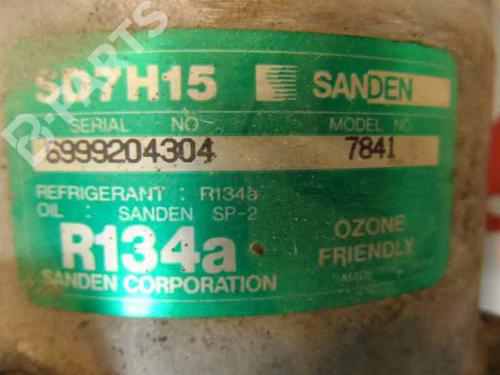 SD7H15 SANDEN
SERIAL NO MODEL NO
6999204304 7841
REFRIGERANT : R134a
OIL : SANDEN SP-2
R134a OZONE
FRIENDLY
SANDEN CORPORATION MADE
B-PARTS